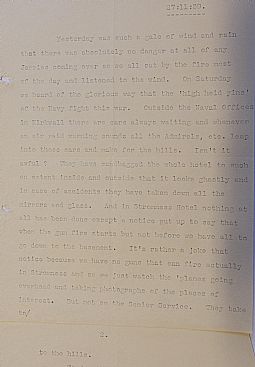 27:11:39.
Yesterday was such a gale of wind and rain
that there was absolutely no danger at all of any
Jerries coming over so we all sat by the fire most
of the day and listened to the wind. On Saturday
we heard of the glorious way that the 'high heid yins'
of the Navy fight this war. Outside the Naval Offices
in Kirkwall there are cars always waiting and whenever
an air raid warning sounds all the Admirals, etc. leap
into these cars and make for the hills. Isn't it
awful? They have sandbagged the whole hotel to such
an extent inside and outside that it looks ghastly and
in case of accidents they have taken down all the
mirrors and glass. And in Stromness Hotel nothing at
all has been done except a notice put up to say that
when the gun fire starts but not before we have all to
go down to the basement. It's rather a joke that
notice because we have no guns that can fire actually
in Stromness and so we just watch the 'planes going
overhead and taking photographs of the places of
interest. But not so the Senior Service. They take
to/
2.
to the hills.